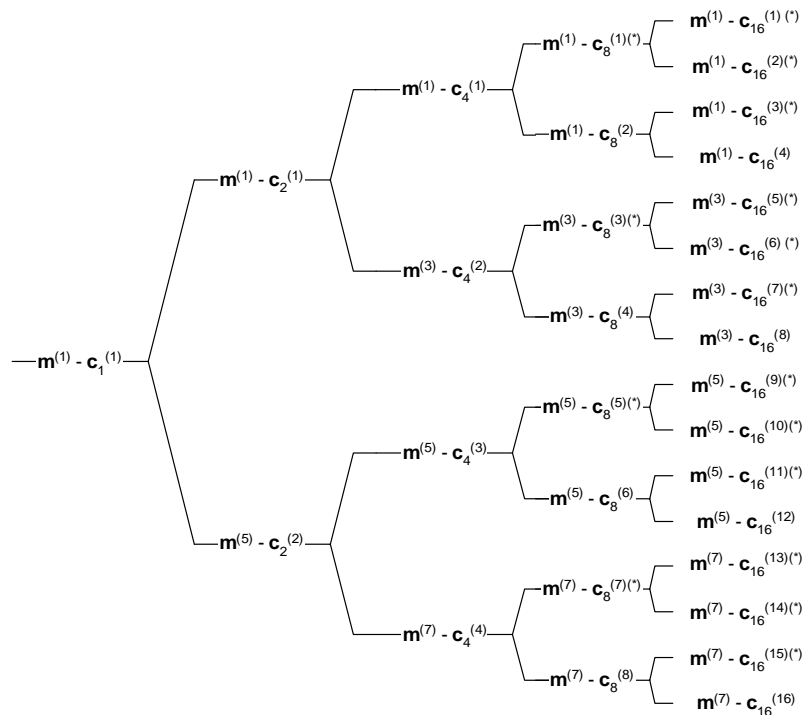 m(1) - c16(1) (*)
m(1) - c8(1)(*)
m(1) - c16(2)(*)
m(1) - c4(1)
m(1) - c16(3)(*)
m(1) - c8(2)
m(1) - c16(4)
m(1) - c2(1)
m(3) - c16(5)(*)
m(3) - c8(3)(*)
m(3) - c16(6) (*)
m(3) - c4(2)
m(3) - c16(7)(*)
m(3) - c8(4)
m(3) - c16(8)
m(1) - c1(1)
m(5) - c16(9)(*)
m(5) - c8(5)(*)
m(5) - c16(10)(*)
m(5) - c4(3)
m(5) - c16(11)(*)
m(5) - c8(6)
m(5) - c16(12)
m(5) - c2(2)
m(7) - c16(13)(*)
m(7) - c8(7)(*)
m(7) - c16(14)(*)
m(7) - c4(4)
m(7) - c16(15)(*)
m(7) - c8(8)
m(7) - c16(16)